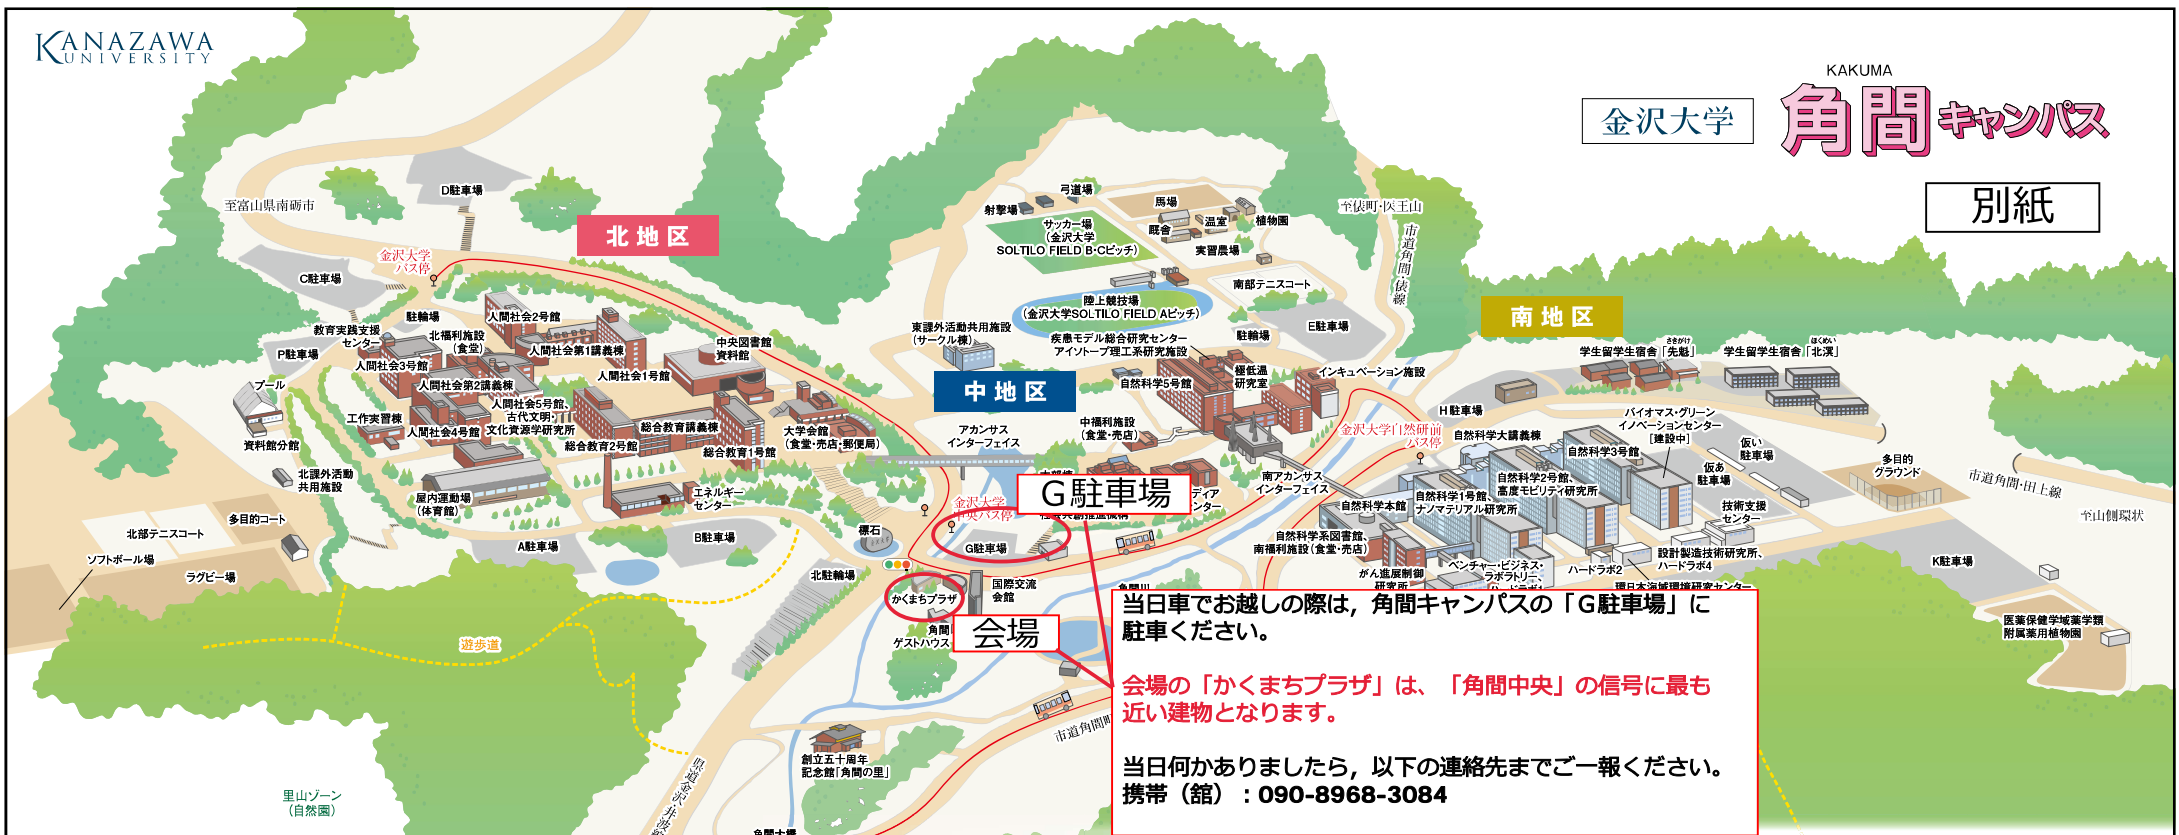 KANAZAWA
UNIVERSITY
KAKUMA
金沢大学
角間キャンパス
別紙
北地区
中地区
南地区
至富山県南砺市
D駐車場
金沢大学
バス停
C駐車場
駐輪場
教育実践支援
センター
P駐車場
北福利施設
(食堂)
人間社会2号館
人間社会第1講義棟
人間社会3号館
人間社会第2講義棟
人間社会1号館
中央図書館
資料館
プール
資料館分館
工作実習棟
人間社会4号館
人間社会5号館、
古代文明・
文化資源学研究所
総合教育2号館
総合教育講義棟
総合教育1号館
大学会館
(食堂・売店・郵便局)
北課外活動
共用施設
屋内運動場
(体育館)
エネルギー
センター
多目的コート
北部テニスコート
ソフトボール場
ラグビー場
A駐車場
B駐車場
標石
北駐輪場
遊歩道
里山ゾーン
(自然園)
弓道場
射撃場
サッカー場
(金沢大学
SOLTILO FIELD B・Cピッチ)
馬場
厩舎
温室
植物園
実習農場
至俵町・医王山
市道角間・俵線
南部テニスコート
陸上競技場
(金沢大学SOLTILO FIELD Aピッチ)
E駐車場
駐輪場
東課外活動共用施設
(サークル棟)
疾患モデル総合研究センター
アイソトープ理工系研究施設
自然科学5号館
極低温
研究室
インキュベーション施設
アカンサス
インターフェイス
中福利施設
(食堂・売店)
金沢大学自然研前
バス停
南アカンサス
インターフェイス
金沢大学
中央バス停
G駐車場
G駐車場
かくまちプラザ
国際交流
会館
ゲストハウス
会場
創立五十周年
記念館「角間の里」
県道金沢・井波線
学生留学生宿舎「先魁」
さきがけ
学生留学生宿舎「北溟」
ほくめい
H駐車場
バイオマス・グリーン
イノベーションセンター
[建設中]
自然科学大講義棟
自然科学3号館
仮い
駐車場
仮あ
駐車場
自然科学2号館、
高度モビリティ研究所
自然科学1号館、
ナノマテリアル研究所
自然科学本館
自然科学系図書館、
南福利施設(食堂・売店)
がん進展制御
研究所
ベンチャー・ビジネス・
ラボラトリー、
ハードラボ2
設計製造技術研究所、
ハードラボ4
環日本海域環境研究センター
技術支援
センター
多目的
グラウンド
市道角間・田上線
至山側環状
K駐車場
医薬保健学域薬学類
附属薬用植物園
当日車でお越しの際は,角間キャンパスの「G駐車場」に
駐車ください。
会場の「かくまちプラザ」は、「角間中央」の信号に最も
近い建物となります。
当日何かありましたら,以下の連絡先までご一報ください。
携帯(舘):090-8968-3084